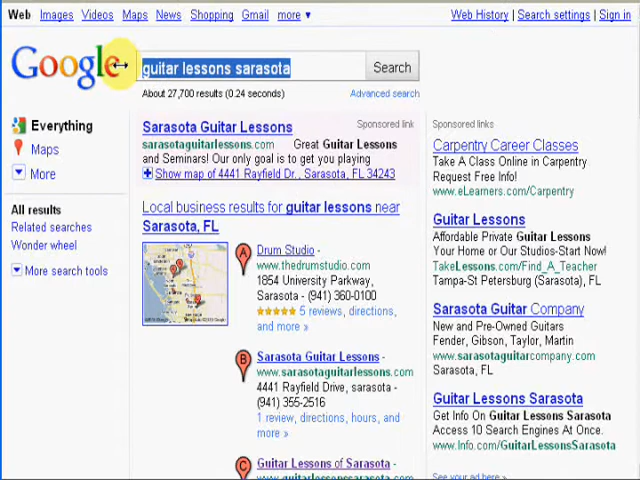 Web Images Videos Maps News Shopping Gmail more ▼
Web History | Search settings | Sign in
Google
guitar lessons sarasota
Search
About 27,700 results (0.24 seconds)
Advanced search
Everything
Maps
More
All results
Related searches
Wonder wheel
More search tools
Sarasota Guitar Lessons
Sponsored link
sarasotaguitarlessons.com Great Guitar Lessons
and Seminars! Our only goal is to get you playing
Show map of 4441 Rayfield Dr., Sarasota, FL 34243
Local business results for guitar lessons near
Sarasota, FL
A
Drum Studio -
www.thedrumstudio.com
1854 University Parkway,
Sarasota - (941) 360-0100
5 reviews, directions,
and more »
B
Sarasota Guitar Lessons -
www.sarasotaguitarlessons.com
4441 Rayfield Drive, sarasota -
(941) 355-2516
1 review, directions, hours, and
more »
C
Guitar Lessons of Sarasota -
Sponsored links
Carpentry Career Classes
Take A Class Online in Carpentry
Request Free Info!
www.eLearners.com/Carpentry
Guitar Lessons
Affordable Private Guitar Lessons
Your Home or Our Studios-Start Now!
TakeLessons.com/Find_A_Teacher
Tampa-St Petersburg (Sarasota), FL
Sarasota Guitar Company
New and Pre-Owned Guitars
Fender, Gibson, Taylor, Martin
www.sarasotaguitarcompany.com
Sarasota, FL
Guitar Lessons Sarasota
Get Info On Guitar Lessons Sarasota
Access 10 Search Engines At Once.
www.Info.com/GuitarLessonsSarasota
See your ad here »